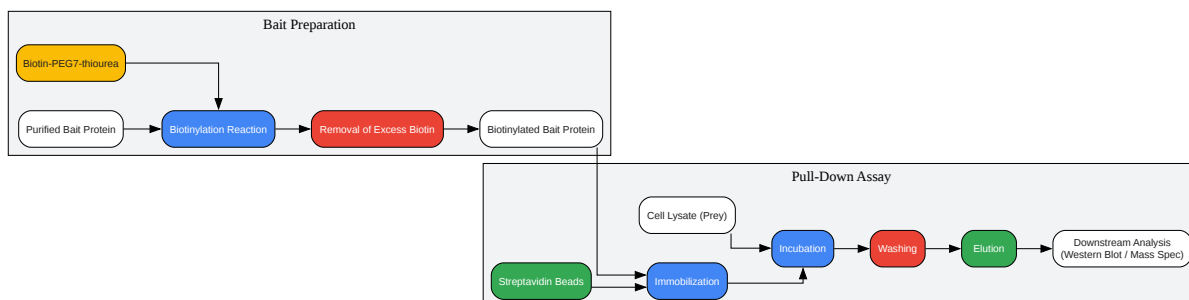 Bait Preparation
Biotin-PEG7-thiourea
Purified Bait Protein
Biotinylation Reaction
Removal of Excess Biotin
Biotinylated Bait Protein
Pull-Down Assay
Cell Lysate (Prey)
Incubation
Washing
Elution
Downstream Analysis
(Western Blot / Mass Spec)
Streptavidin Beads
Immobilization